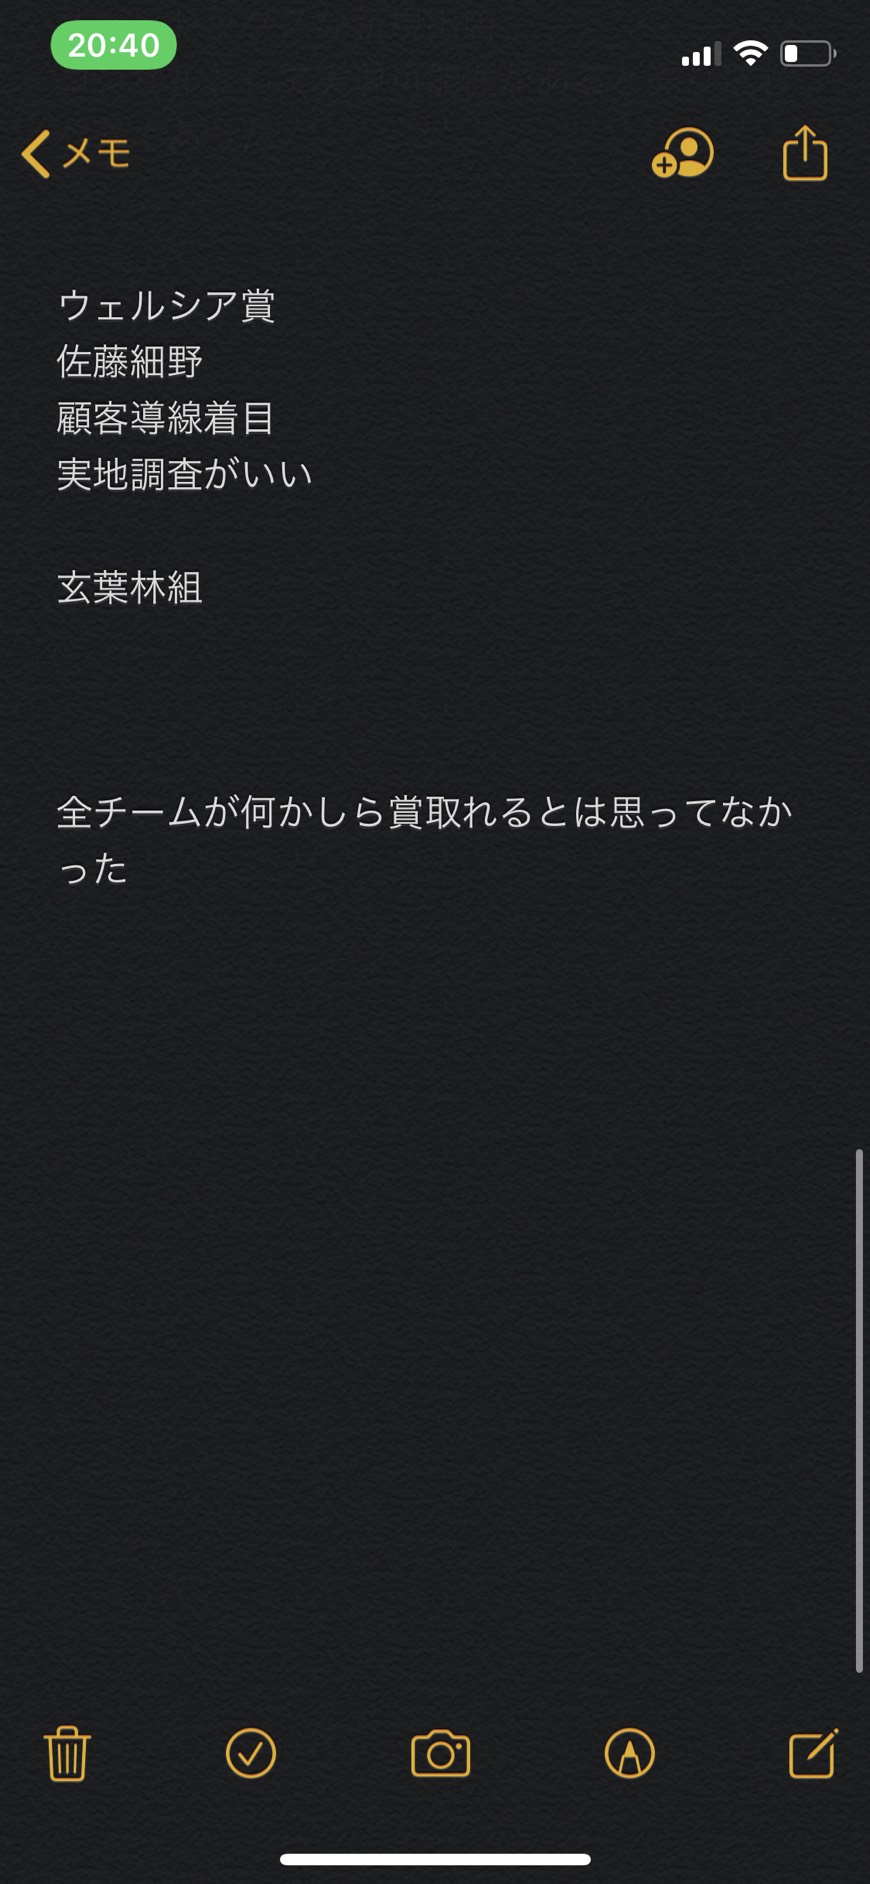 20:40
メモ
ウェルシア賞
佐藤細野
顧客導線着目
実地調査がいい
玄葉林組
全チームが何かしら賞取れるとは思ってなか
った